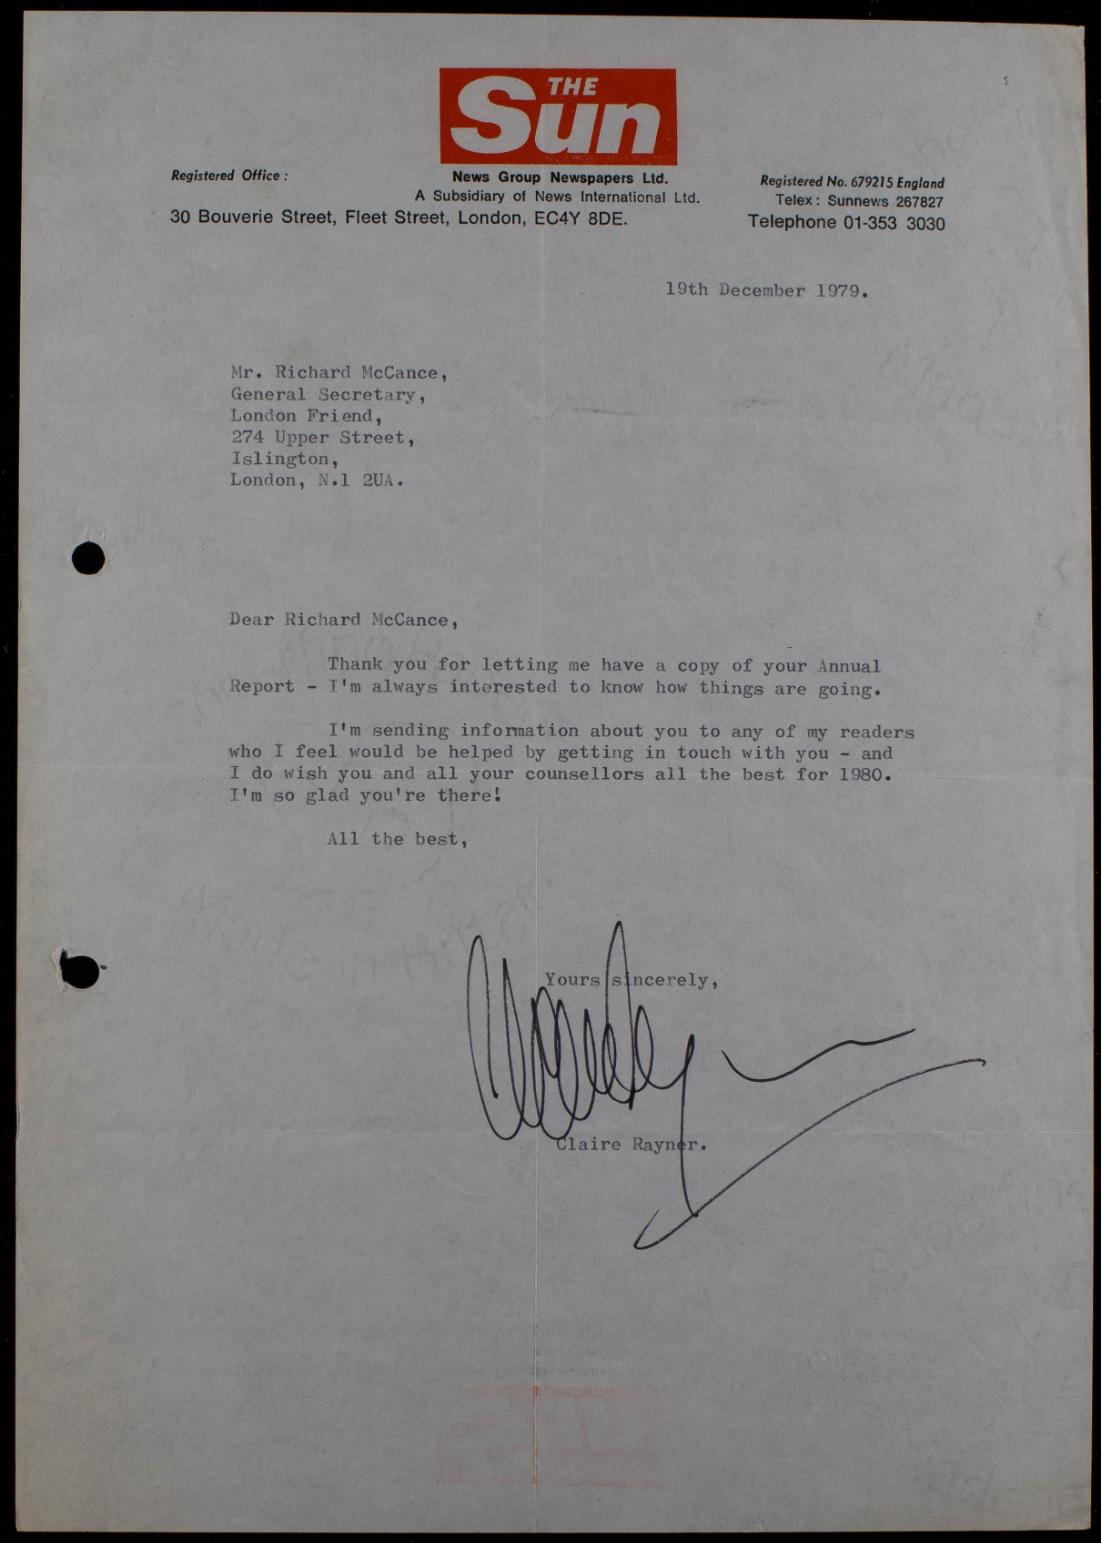 THE
Sun
Registered Office :
News Group Newspapers Ltd.
A Subsidiary of News International Ltd.
30 Bouverie Street, Fleet Street, London, EC4Y 8DE.
Registered No. 679215 England
Telex : Sunnews 267827
Telephone 01-353 3030
19th December 1979.
Mr. Richard McCance,
General Secretary,
London Friend,
274 Upper Street,
Islington,
London, N.1 2UA.
Dear Richard McCance,
Thank you for letting me have a copy of your Annual
Report - I'm always interested to know how things are going.
I'm sending information about you to any of my readers
who I feel would be helped by getting in touch with you - and
I do wish you and all your counsellors all the best for 1980.
I'm so glad you're there!
All the best,
Yours sincerely,
Claire Rayner.